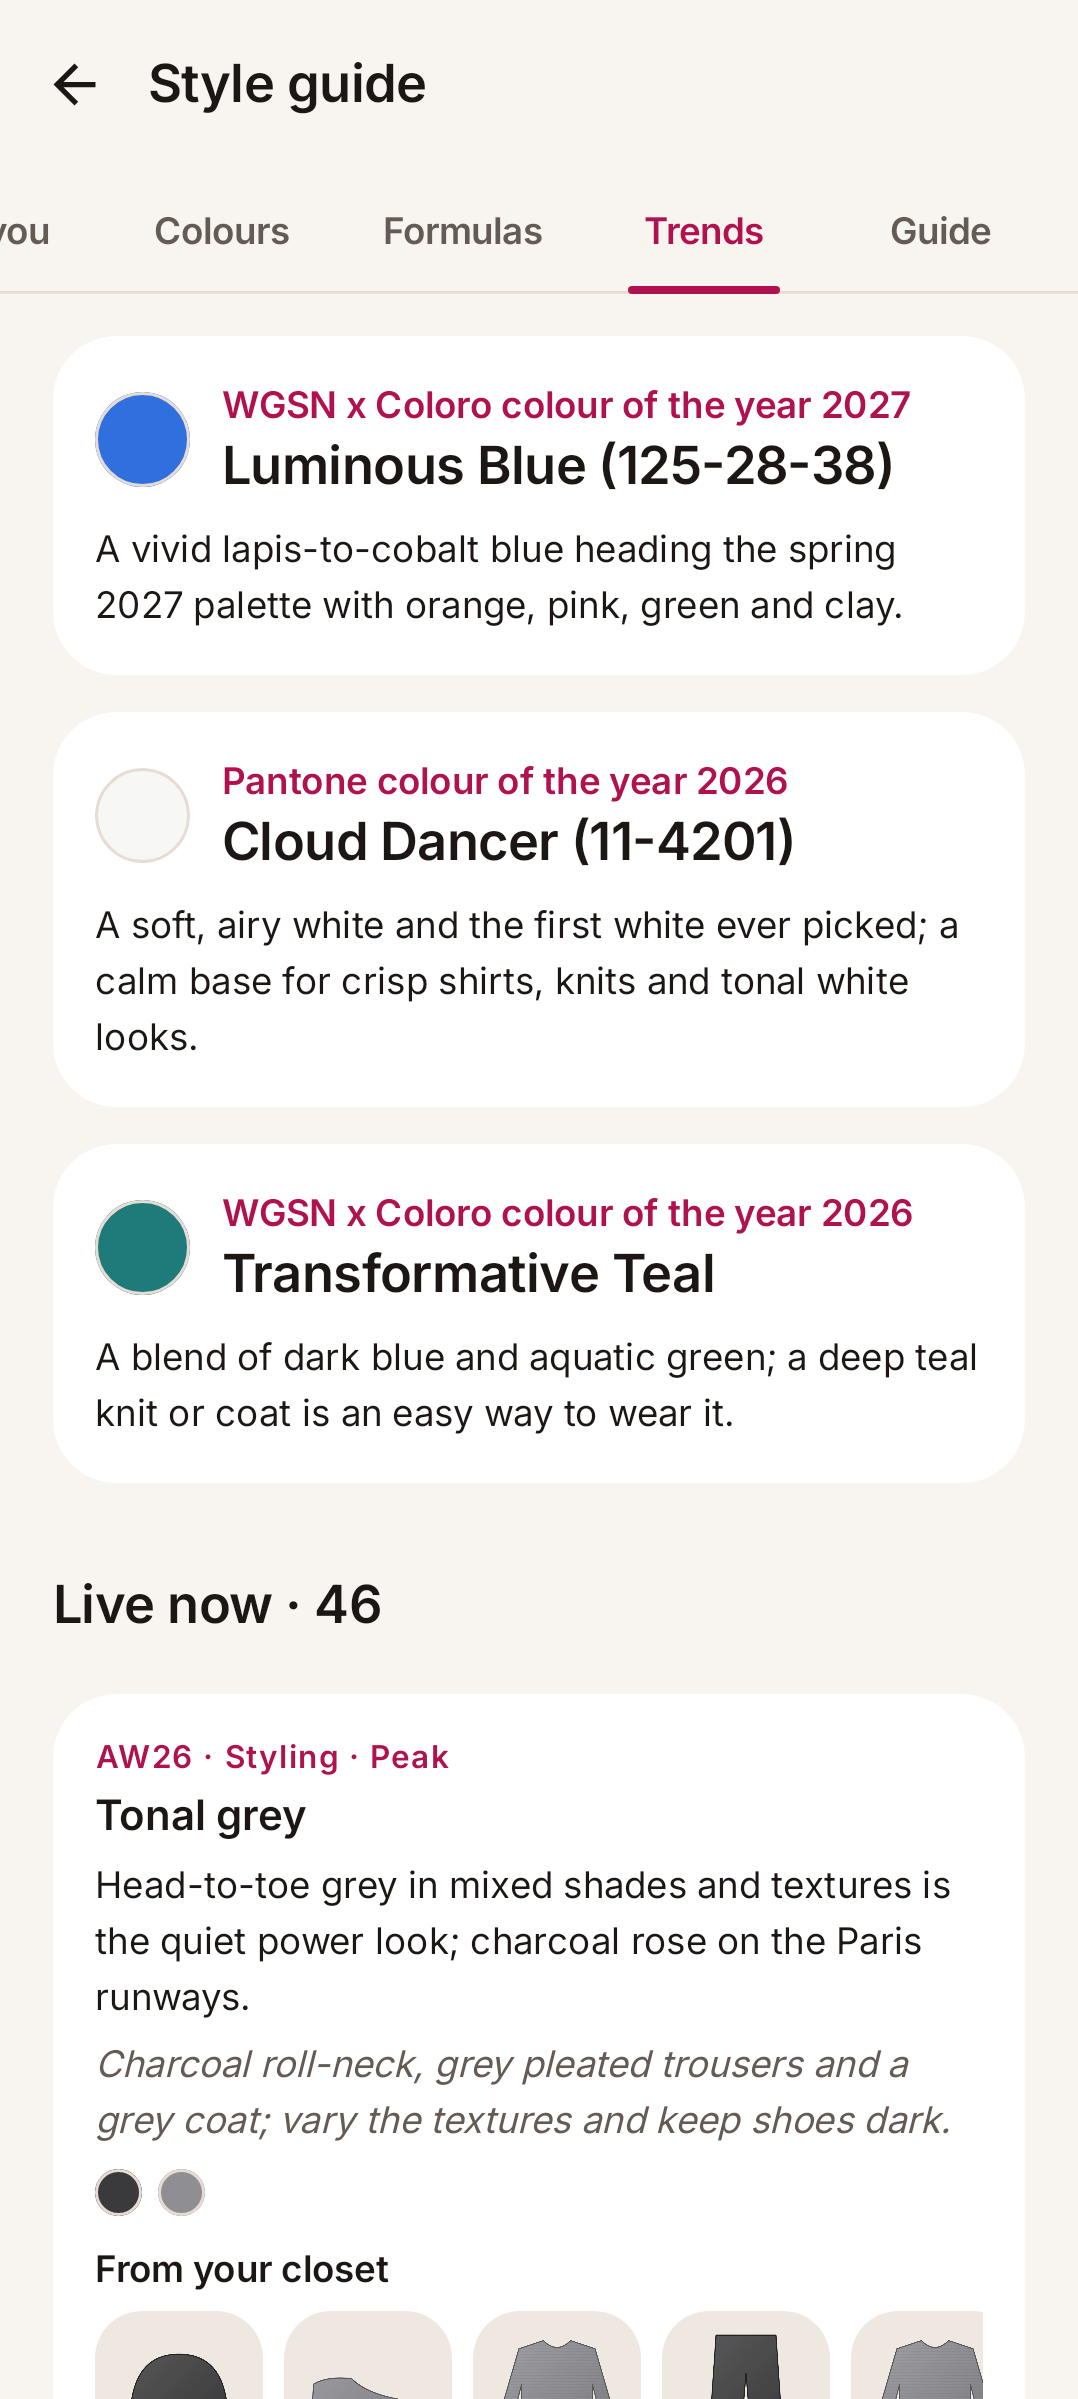 Style guide
you
Colours
Formulas
Trends
Guide
WGSN x Coloro colour of the year 2027
Luminous Blue (125-28-38)
A vivid lapis-to-cobalt blue heading the spring
2027 palette with orange, pink, green and clay.
Pantone colour of the year 2026
Cloud Dancer (11-4201)
A soft, airy white and the first white ever picked; a
calm base for crisp shirts, knits and tonal white
looks.
WGSN x Coloro colour of the year 2026
Transformative Teal
A blend of dark blue and aquatic green; a deep teal
knit or coat is an easy way to wear it.
Live now · 46
AW26 · Styling · Peak
Tonal grey
Head-to-toe grey in mixed shades and textures is
the quiet power look; charcoal rose on the Paris
runways.
Charcoal roll-neck, grey pleated trousers and a
grey coat; vary the textures and keep shoes dark.
From your closet